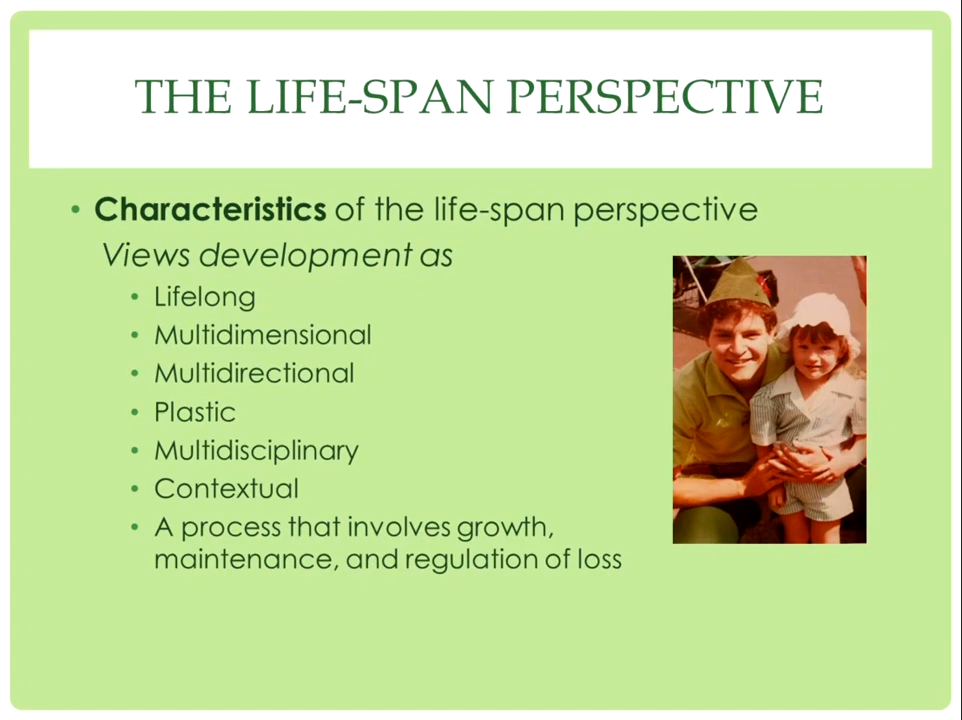 THE LIFE-SPAN PERSPECTIVE
• Characteristics of the life-span perspective
Views development as
• Lifelong
• Multidimensional
• Multidirectional
• Plastic
• Multidisciplinary
• Contextual
• A process that involves growth,
maintenance, and regulation of loss